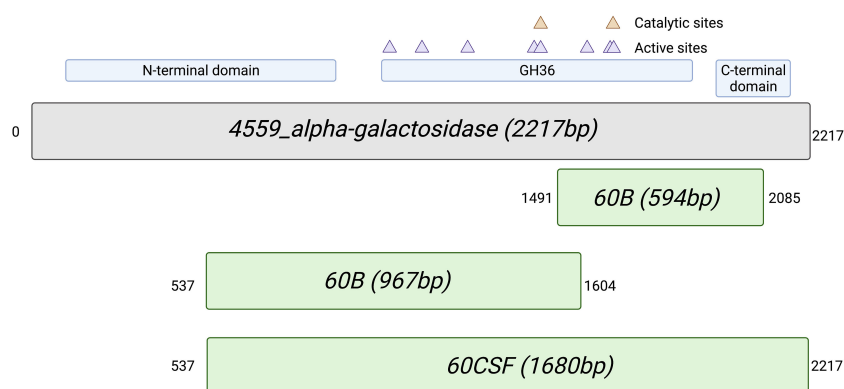 Catalytic sites
Active sites
N-terminal domain
GH36
C-terminal
domain
0
4559_alpha-galactosidase (2217bp)
2217
1491
60B (594bp)
2085
537
60B (967bp)
1604
537
60CSF (1680bp)
2217